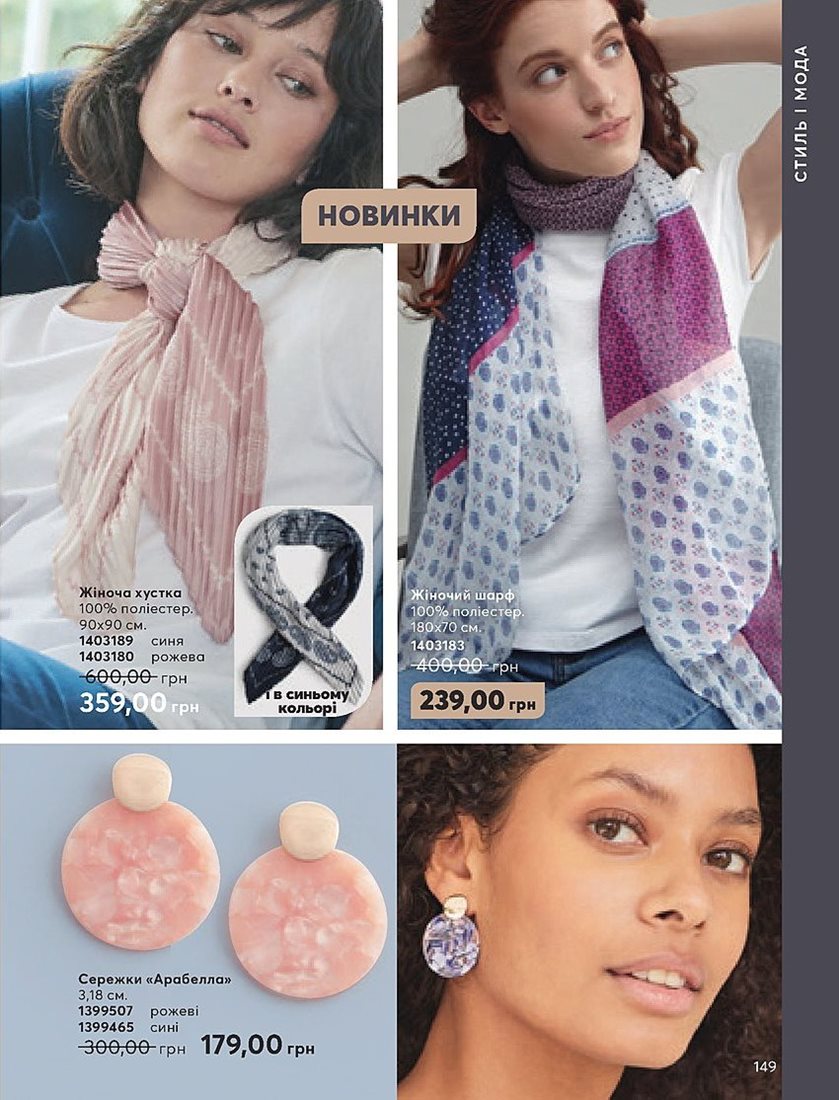 СТИЛЬ І МОДА
НОВИНКИ
Жіноча хустка
100% поліестер.
90х90 см.
1403189 синя
1403180 рожева
600,00 грн
359,00 грн
і в синьому
кольорі
Жіночий шарф
100% поліестер.
180х70 см.
1403183
400,00 грн
239,00 грн
Сережки «Арабелла»
3,18 см.
1399507 рожеві
1399465 сині
300,00 грн 179,00 грн
149